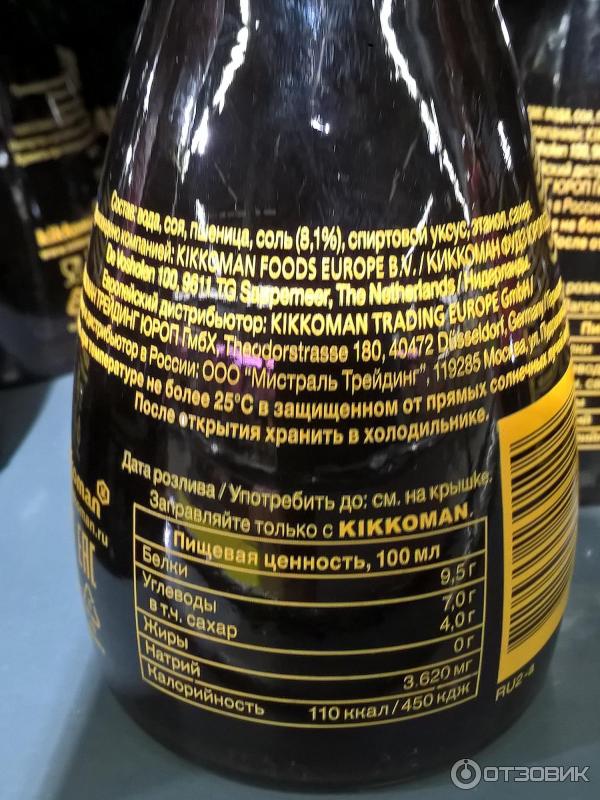 Состав: вода, соя, пшеница, соль (8,1%), спиртовой уксус, этанол, сахар.
компанией: KIKKOMAN FOODS EUROPE B.V. / КИККОМАН ФУДЗ
De Vosholen 100, 9611 TG Sappemeer, The Netherlands / Нидерланды.
Европейский дистрибьютор: KIKKOMAN TRADING EUROPE GmbH /
ТРЕЙДИНГ ЮРОП ГмбХ, Theodorstrasse 180, 40472 Düsseldorf, Germany
в России: ООО "Мистраль Трейдинг", 119285 Москва, ул.
температуре не более 25°C в защищенном от прямых солнечных
После открытия хранить в холодильнике.
Дата розлива / Употребить до: см. на крышке.
Заправляйте только с KIKKOMAN.
Пищевая ценность, 100 мл
Белки 9,5 г
Углеводы 7,0 г
в т.ч. сахар 4,0 г
Жиры 0 г
Натрий 3.620 мг
Калорийность 110 ккал / 450 кдж
RU2-4
ОТЗОВИК